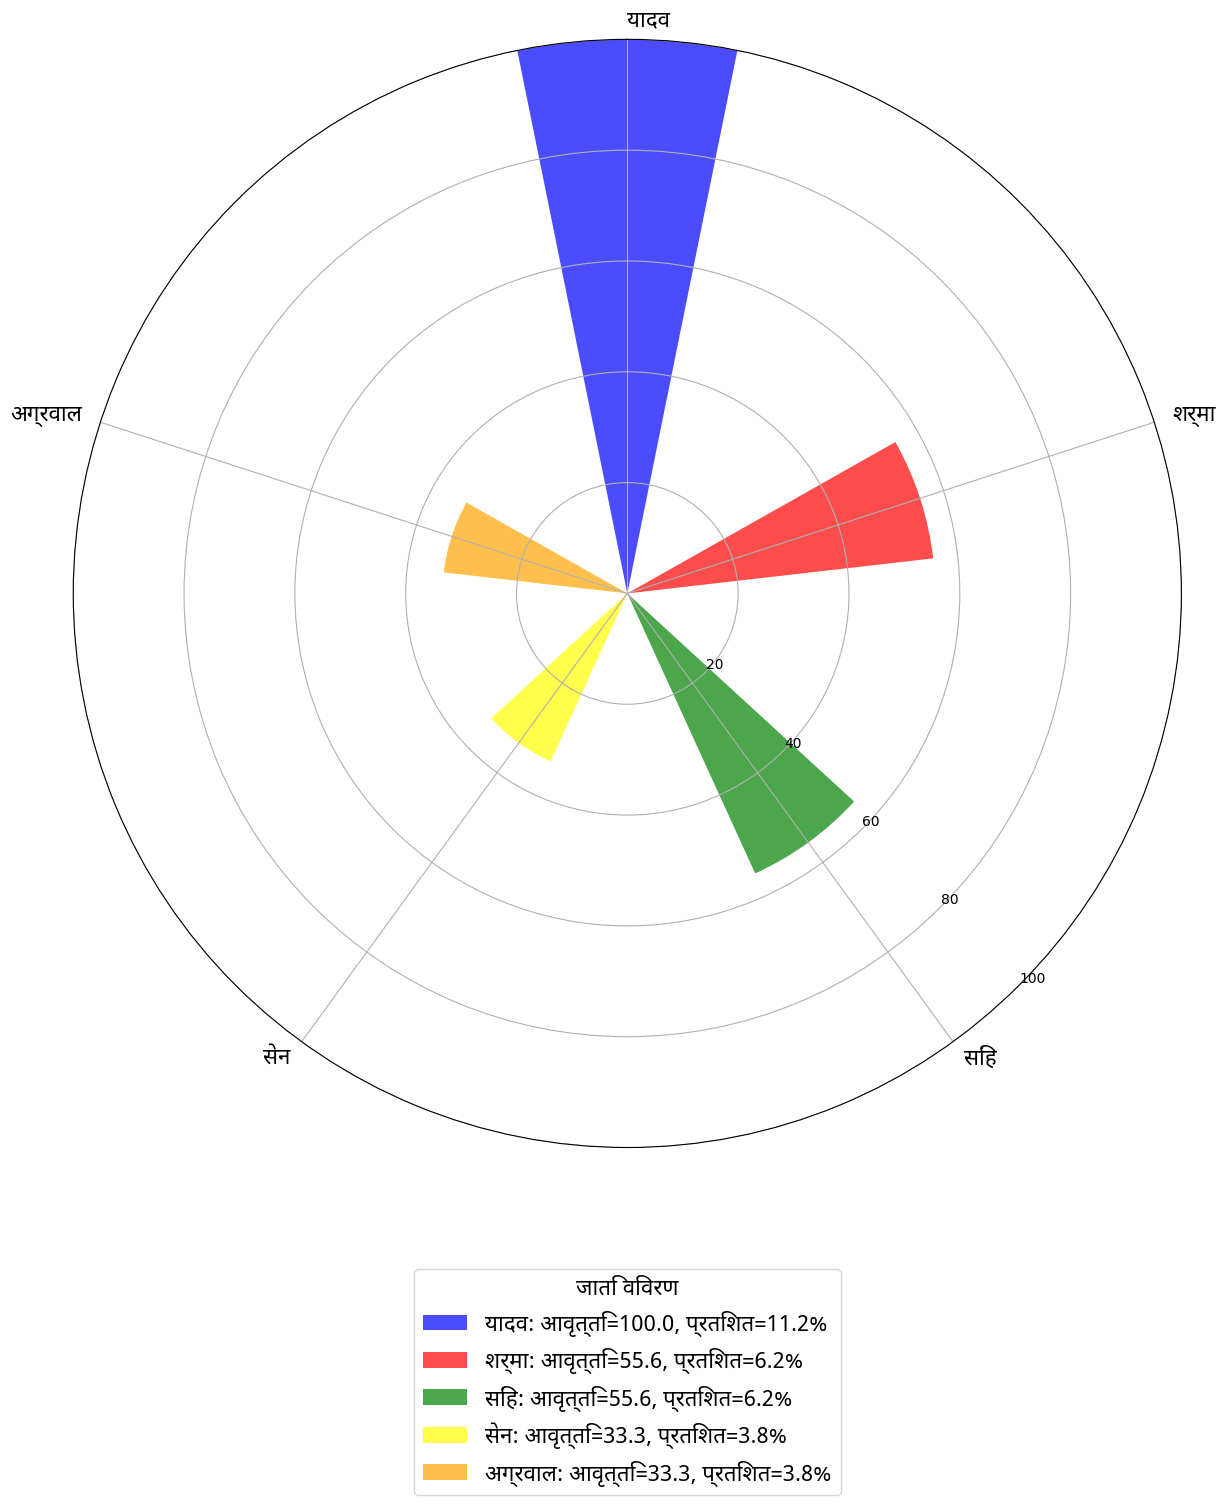 यादव
अग्रवाल
शर्मा
20
40
60
80
100
सेन
सिंह
जाति विवरण
यादव: आवृत्ति=100.0, प्रतिशत=11.2%
शर्मा: आवृत्ति=55.6, प्रतिशत=6.2%
सिंह: आवृत्ति=55.6, प्रतिशत=6.2%
सेन: आवृत्ति=33.3, प्रतिशत=3.8%
अग्रवाल: आवृत्ति=33.3, प्रतिशत=3.8%